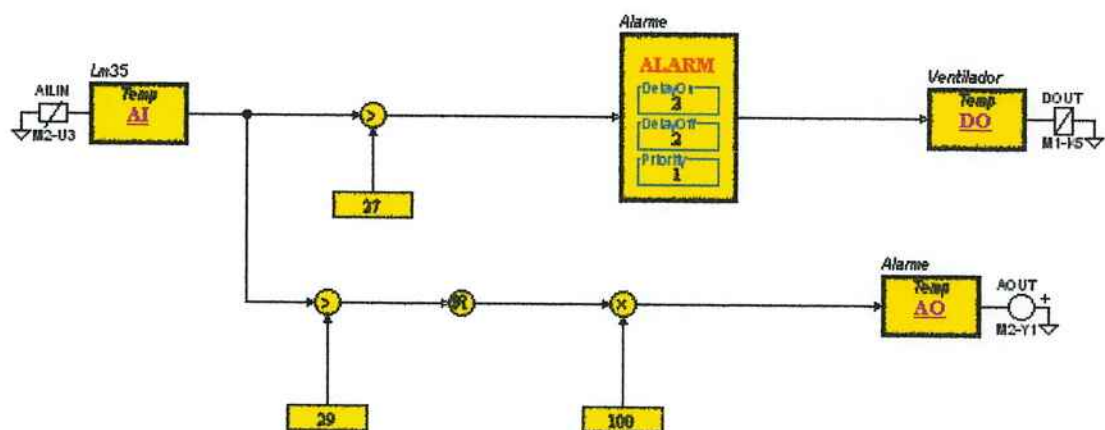 Lm35
AILIN
Temp
AI
M2-U3
>
27
Alarme
ALARM
DelayOn
3
DelayOff
2
Priority
1
Ventilador
Temp
DO
DOUT
M1-K5
>
29
ℜ
×
100
Alarme
Temp
AO
AOUT
+
M2-Y1